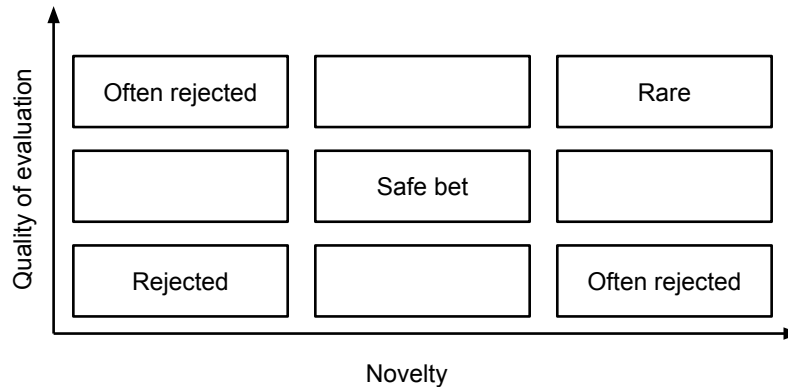 Quality of evaluation
Often rejected
Rare
Safe bet
Rejected
Often rejected
Novelty